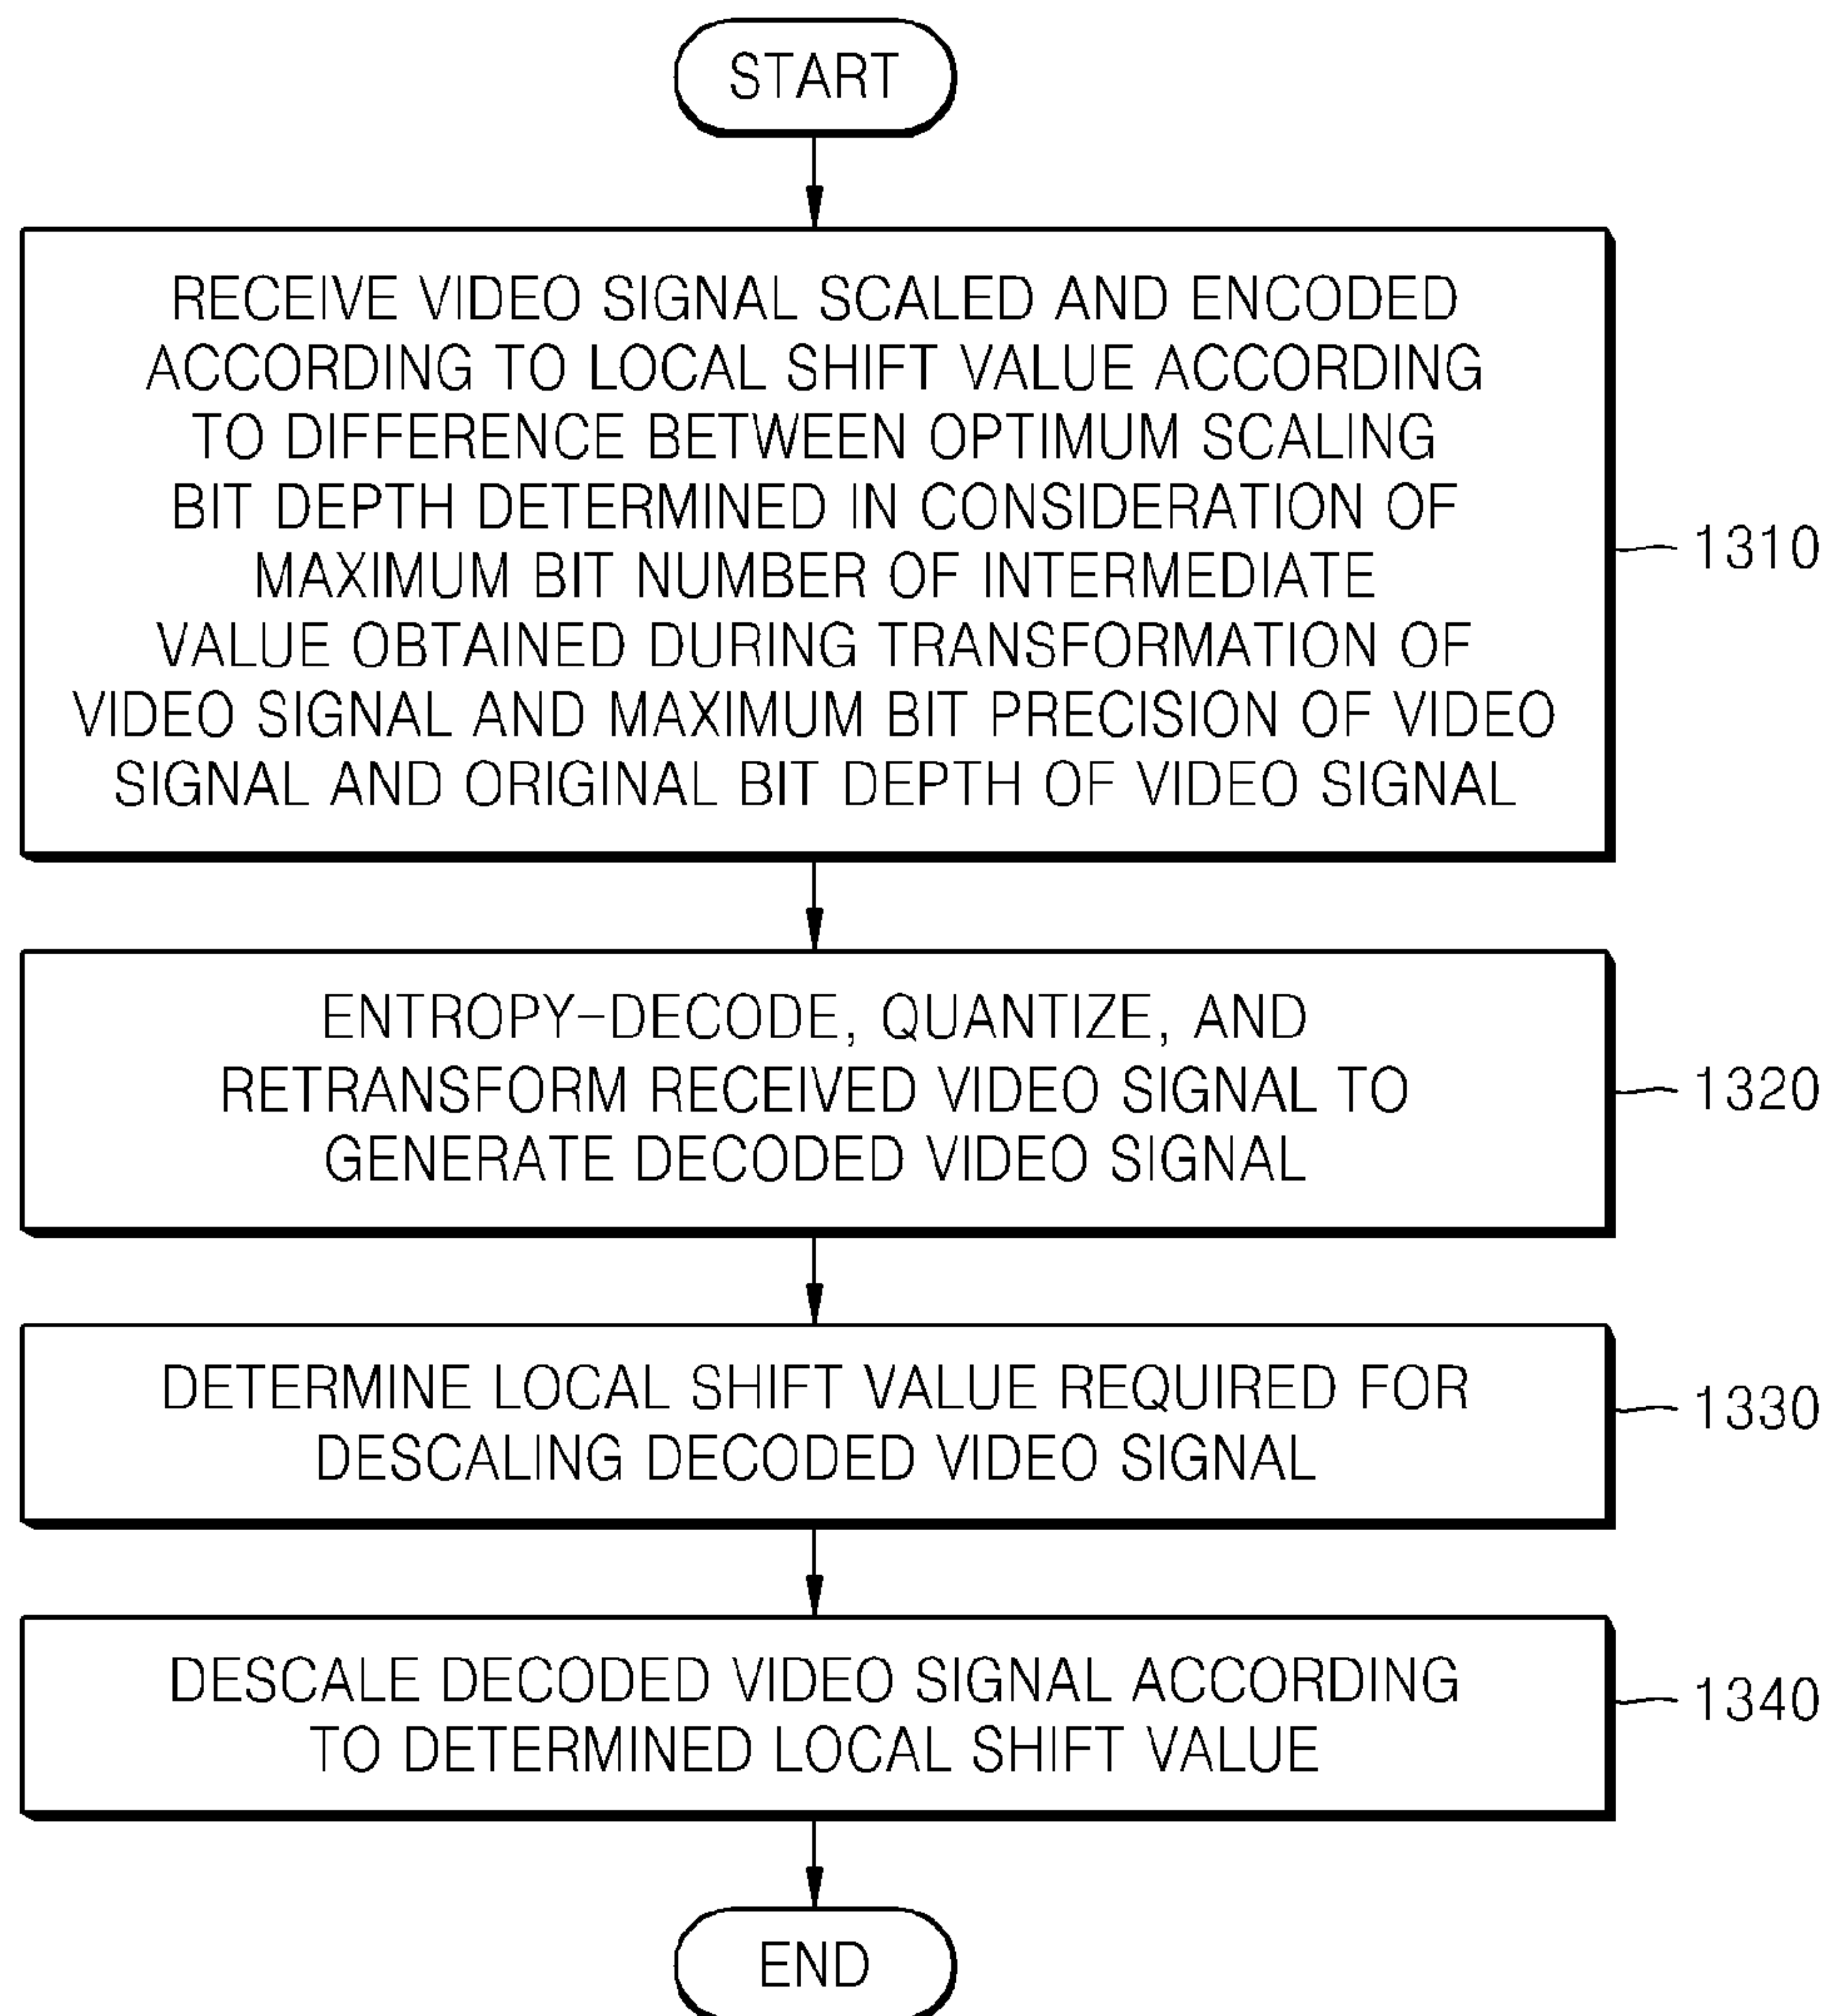 START
RECEIVE VIDEO SIGNAL SCALED AND ENCODED
ACCORDING TO LOCAL SHIFT VALUE ACCORDING
TO DIFFERENCE BETWEEN OPTIMUM SCALING
BIT DEPTH DETERMINED IN CONSIDERATION OF
MAXIMUM BIT NUMBER OF INTERMEDIATE
VALUE OBTAINED DURING TRANSFORMATION OF
VIDEO SIGNAL AND MAXIMUM BIT PRECISION OF VIDEO
SIGNAL AND ORIGINAL BIT DEPTH OF VIDEO SIGNAL
1310
ENTROPY-DECODE, QUANTIZE, AND
RETRANSFORM RECEIVED VIDEO SIGNAL TO
GENERATE DECODED VIDEO SIGNAL
1320
DETERMINE LOCAL SHIFT VALUE REQUIRED FOR
DESCALING DECODED VIDEO SIGNAL
1330
DESCALE DECODED VIDEO SIGNAL ACCORDING
TO DETERMINED LOCAL SHIFT VALUE
1340
END